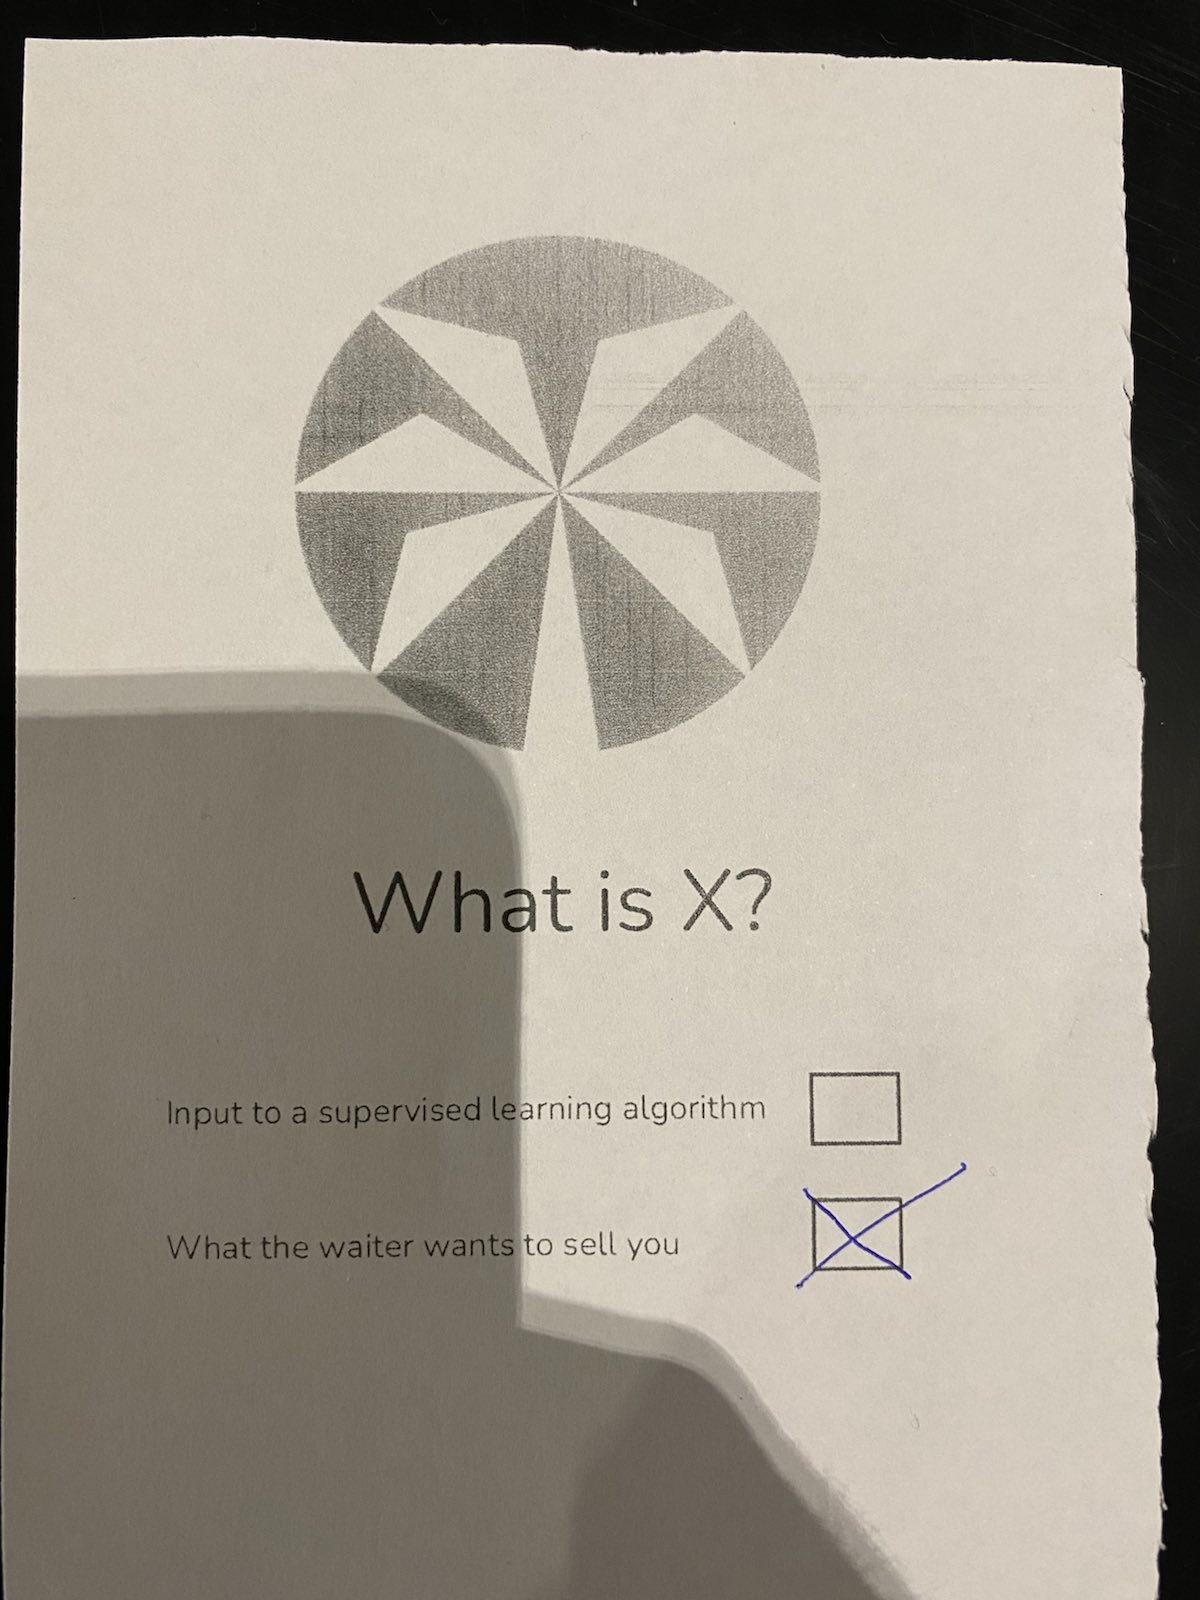 What is X?
Input to a supervised learning algorithm
What the waiter wants to sell you